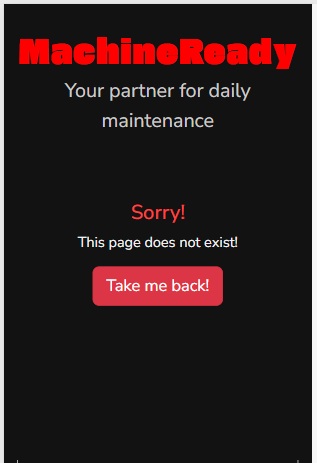 MachineReady
Your partner for daily
maintenance
Sorry!
This page does not exist!
Take me back!